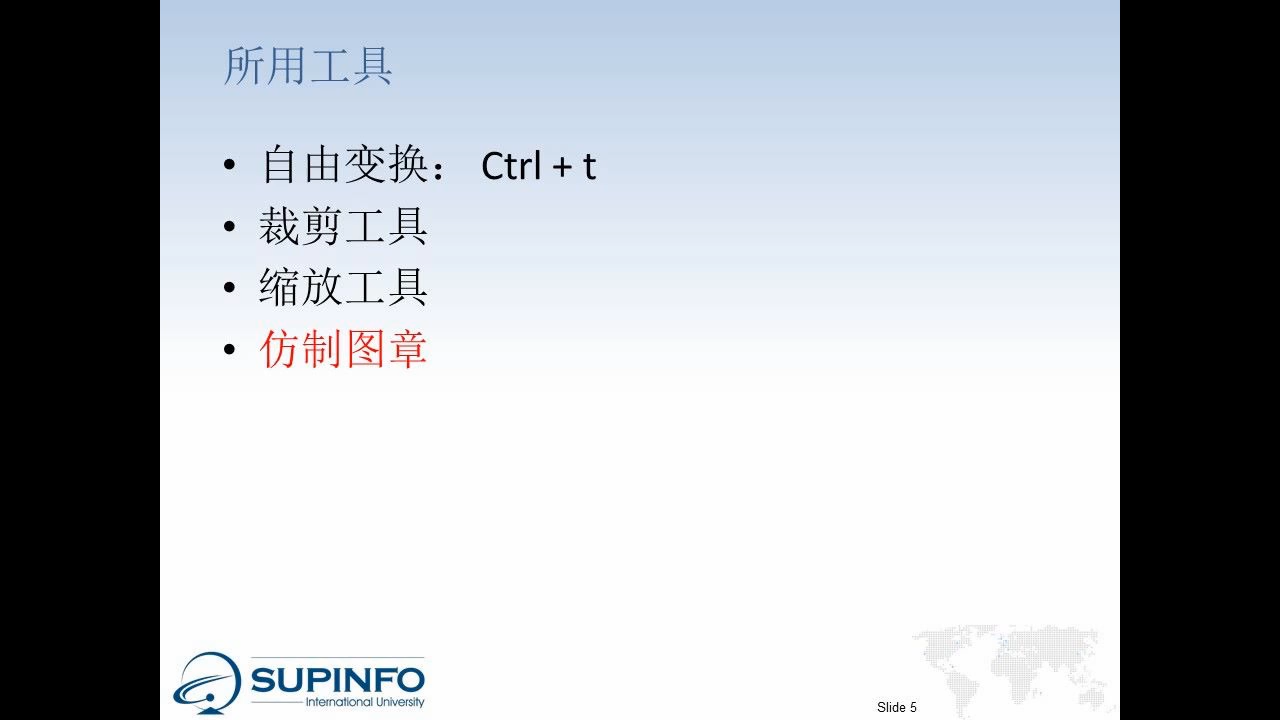 所用工具
自由变换： Ctrl + t
裁剪工具
缩放工具
仿制图章
SUPINFO
International University
Slide 5